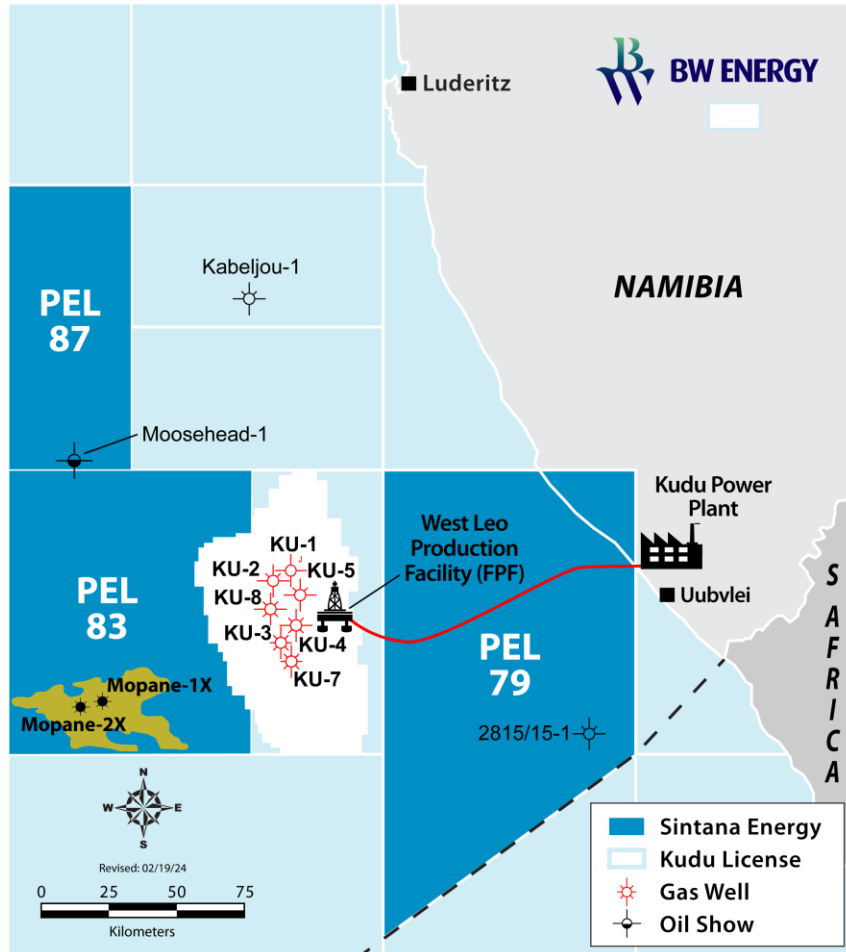 BW ENERGY
Luderitz
NAMIBIA
Kabeljou-1
PEL
87
Moosehead-1
Kudu Power
Plant
West Leo
Production
Facility (FPF)
KU-1
KU-2
KU-5
KU-8
KU-3
KU-4
KU-7
Uubvlei
PEL
83
PEL
79
S AFRICA
Mopane-1X
Mopane-2X
2815/15-1
N
W E
S
Revised: 02/19/24
0 25 50 75
Kilometers
Sintana Energy
Kudu License
Gas Well
Oil Show